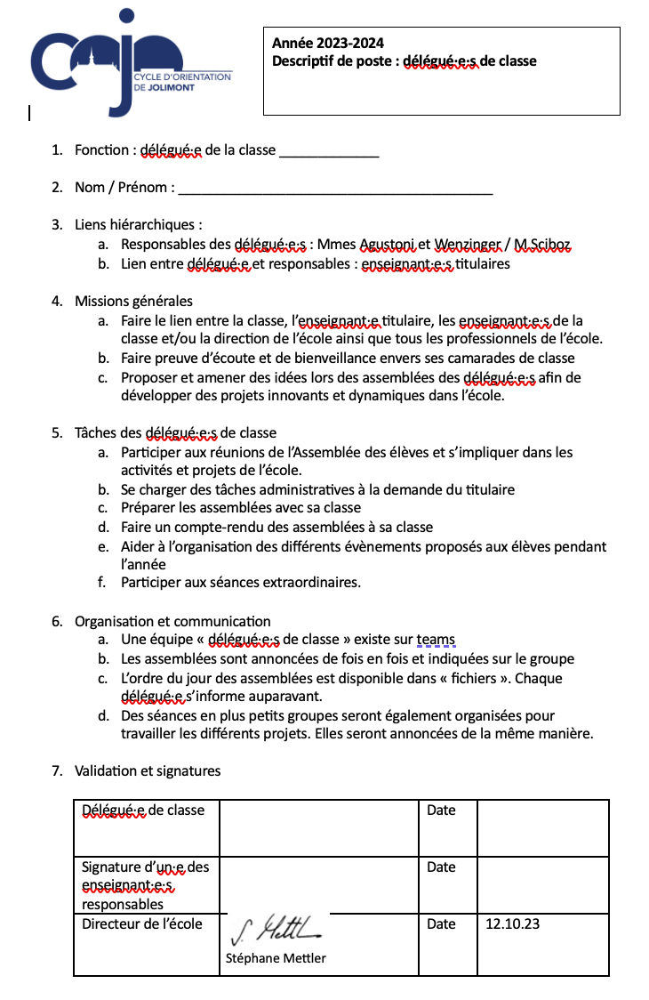 cojo
CYCLE D'ORIENTATION
DE JOLIMONT
Année 2023-2024
Descriptif de poste : délégué·e·s de classe
1. Fonction : délégué·e de la classe _____________
2. Nom / Prénom : _________________________________________
3. Liens hiérarchiques :
a. Responsables des délégué·e·s : Mmes Agustoni et Wenzinger / M.Sciboz
b. Lien entre délégué·e et responsables : enseignant·e·s titulaires
4. Missions générales
a. Faire le lien entre la classe, l'enseignant·e titulaire, les enseignant·e·s de la
classe et/ou la direction de l'école ainsi que tous les professionnels de l'école.
b. Faire preuve d'écoute et de bienveillance envers ses camarades de classe
c. Proposer et amener des idées lors des assemblées des délégué·e·s afin de
développer des projets innovants et dynamiques dans l'école.
5. Tâches des délégué·e·s de classe
a. Participer aux réunions de l'Assemblée des élèves et s'impliquer dans les
activités et projets de l'école.
b. Se charger des tâches administratives à la demande du titulaire
c. Préparer les assemblées avec sa classe
d. Faire un compte-rendu des assemblées à sa classe
e. Aider à l'organisation des différents évènements proposés aux élèves pendant
l'année
f. Participer aux séances extraordinaires.
6. Organisation et communication
a. Une équipe « délégué·e·s de classe » existe sur teams
b. Les assemblées sont annoncées de fois en fois et indiquées sur le groupe
c. L'ordre du jour des assemblées est disponible dans « fichiers ». Chaque
délégué·e s'informe auparavant.
d. Des séances en plus petits groupes seront également organisées pour
travailler les différents projets. Elles seront annoncées de la même manière.
7. Validation et signatures
Délégué·e de classe Date
Signature d'un·e des Date
enseignant·e·s
responsables
Directeur de l'école S. Mettler Date 12.10.23
Stéphane Mettler